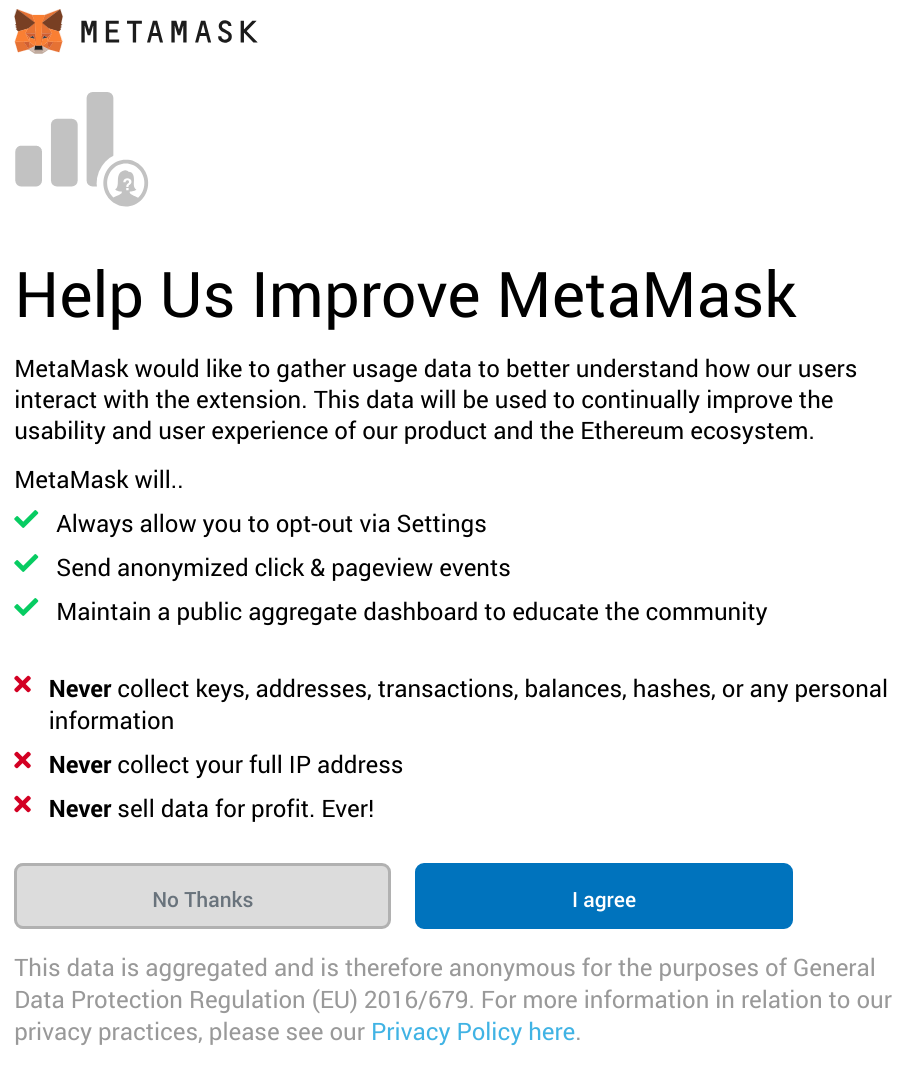 METAMASK
?
Help Us Improve MetaMask
MetaMask would like to gather usage data to better understand how our users
interact with the extension. This data will be used to continually improve the
usability and user experience of our product and the Ethereum ecosystem.
MetaMask will..
Always allow you to opt-out via Settings
Send anonymized click & pageview events
Maintain a public aggregate dashboard to educate the community
Never collect keys, addresses, transactions, balances, hashes, or any personal
information
Never collect your full IP address
Never sell data for profit. Ever!
No Thanks
I agree
This data is aggregated and is therefore anonymous for the purposes of General
Data Protection Regulation (EU) 2016/679. For more information in relation to our
privacy practices, please see our Privacy Policy here.